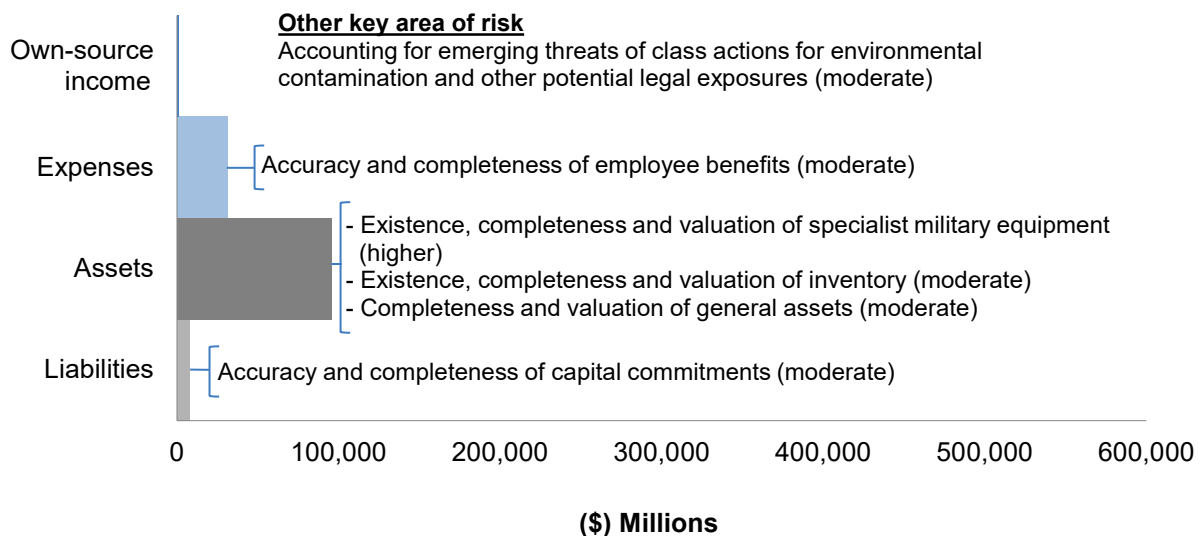 Other key area of risk
Own-source
income
Accounting for emerging threats of class actions for environmental
contamination and other potential legal exposures (moderate)
Expenses
Accuracy and completeness of employee benefits (moderate)
Assets
- Existence, completeness and valuation of specialist military equipment
(higher)
- Existence, completeness and valuation of inventory (moderate)
- Completeness and valuation of general assets (moderate)
Liabilities
Accuracy and completeness of capital commitments (moderate)
0 100,000 200,000 300,000 400,000 500,000 600,000
($) Millions